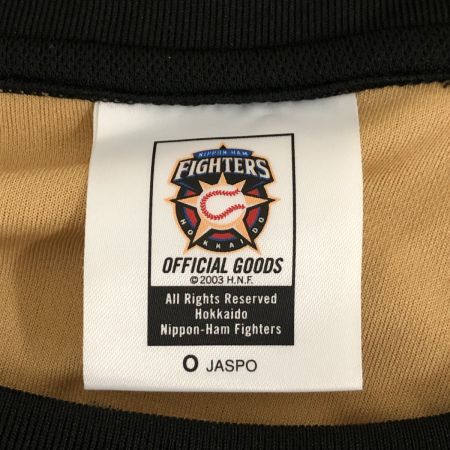 NIPPON-HAM
FIGHTERS
HOKKAIDO
OFFICIAL GOODS
© 2003 H.N.F.
All Rights Reserved
Hokkaido
Nippon-Ham Fighters
O JASPO